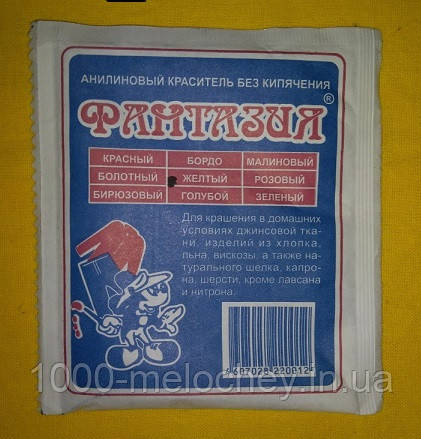 АНИЛИНОВЫЙ КРАСИТЕЛЬ БЕЗ КИПЯЧЕНИЯ
ФАНТАЗИЯ®
КРАСНЫЙ БОРДО МАЛИНОВЫЙ
БОЛОТНЫЙ ЖЕЛТЫЙ РОЗОВЫЙ
БИРЮЗОВЫЙ ГОЛУБОЙ ЗЕЛЕНЫЙ
Для крашения в домашних
условиях джинсовой тка-
ни, изделий из хлопка,
льна, вискозы, а также на-
турального шелка, капро-
на, шерсти, кроме лавсана
и нитрона.
1000-melochey.in.ua